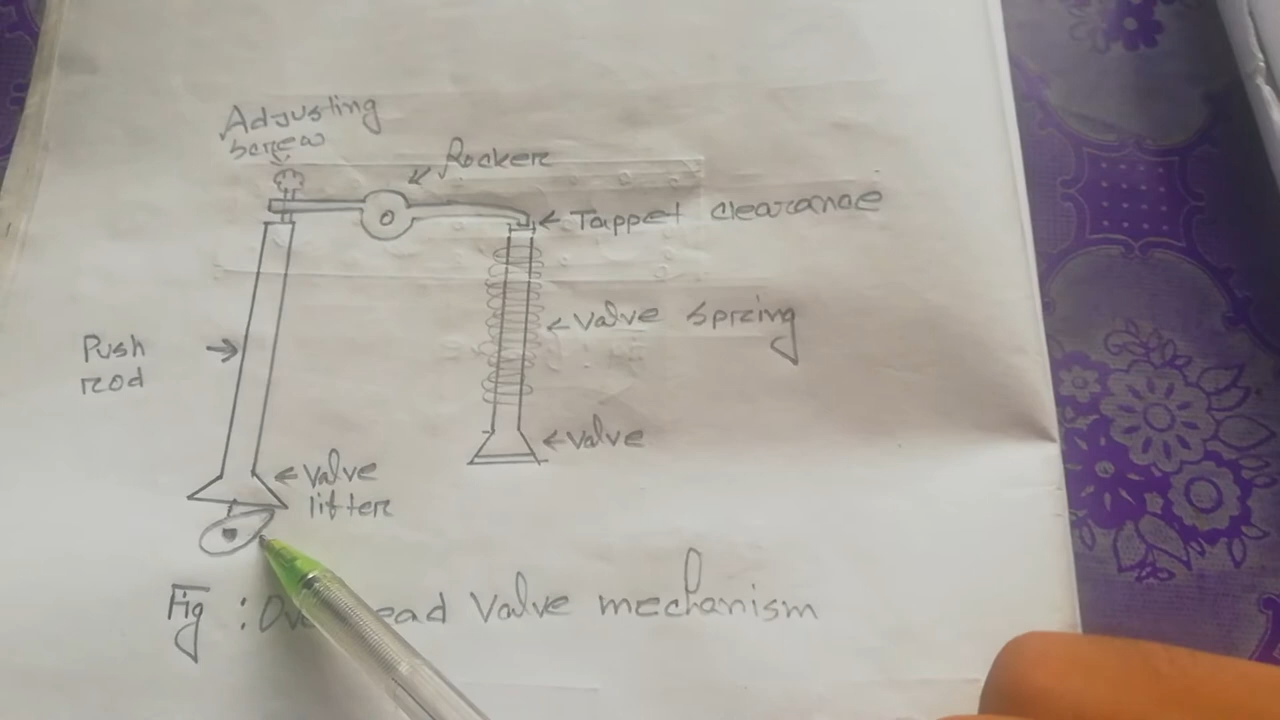 Adjusting
screw
Rocker
Tappet clearance
Push
rod
Valve spring
Valve
Valve
lifter
Fig : ead Valve mechanism